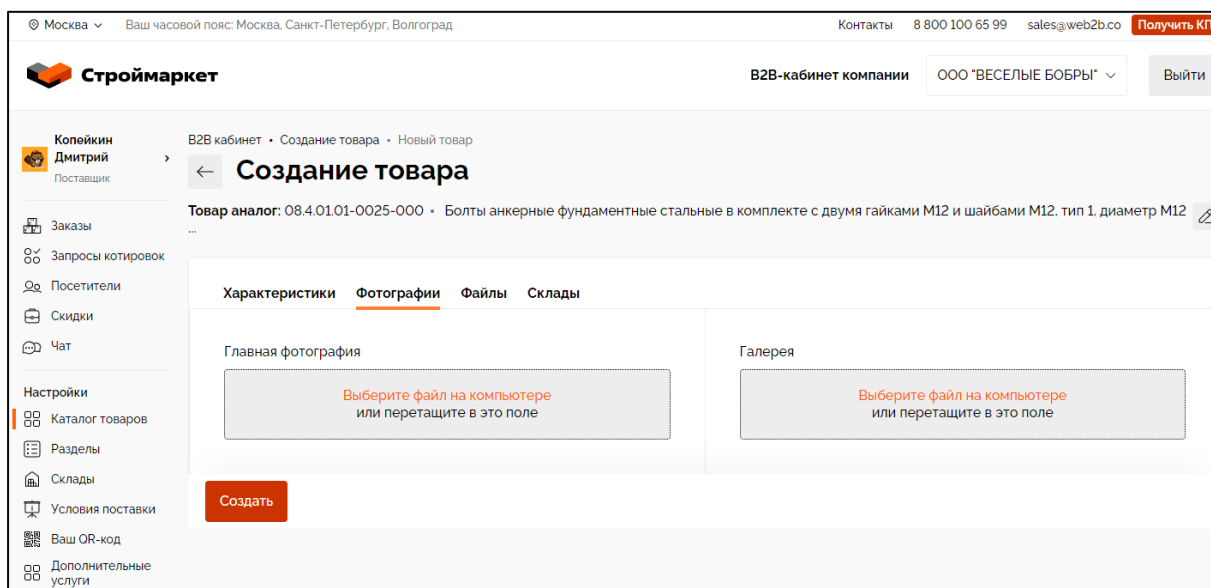 Москва Ваш часовой пояс: Москва, Санкт-Петербург, Волгоград Контакты 8 800 100 65 99 sales@web2b.co Получить КП
Строймаркет B2B-кабинет компании ООО "ВЕСЕЛЫЕ БОБРЫ" Выйти
Копейкин
Дмитрий
Поставщик
Заказы
Запросы котировок
Посетители
Скидки
Чат
Настройки
Каталог товаров
Разделы
Склады
Условия поставки
Ваш QR-код
Дополнительные
услуги
B2B кабинет • Создание товара • Новый товар
Создание товара
Товар аналог: 08.4.01.01-0025-000 • Болты анкерные фундаментные стальные в комплекте с двумя гайками М12 и шайбами М12, тип 1, диаметр М12
...
Характеристики Фотографии Файлы Склады
Главная фотография
Выберите файл на компьютере
или перетащите в это поле
Галерея
Выберите файл на компьютере
или перетащите в это поле
Создать